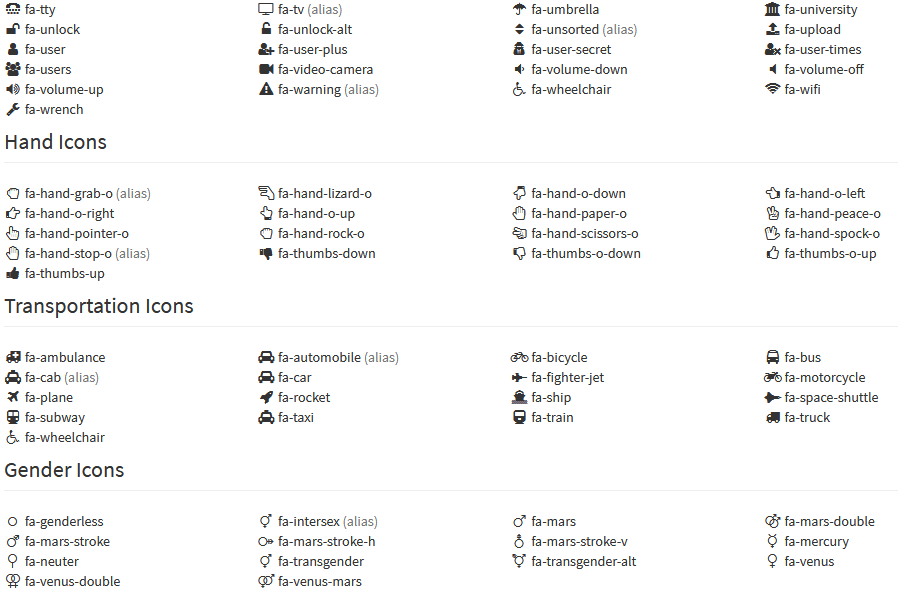 fa-tty fa-tv (alias) fa-umbrella fa-university
fa-unlock fa-unlock-alt fa-unsorted (alias) fa-upload
fa-user fa-user-plus fa-user-secret fa-user-times
fa-users fa-video-camera fa-volume-down fa-volume-off
fa-volume-up fa-warning (alias) fa-wheelchair fa-wifi
fa-wrench
Hand Icons
fa-hand-grab-o (alias) fa-hand-lizard-o fa-hand-o-down fa-hand-o-left
fa-hand-o-right fa-hand-o-up fa-hand-paper-o fa-hand-peace-o
fa-hand-pointer-o fa-hand-rock-o fa-hand-scissors-o fa-hand-spock-o
fa-hand-stop-o (alias) fa-thumbs-down fa-thumbs-o-down fa-thumbs-o-up
fa-thumbs-up
Transportation Icons
fa-ambulance fa-automobile (alias) fa-bicycle fa-bus
fa-cab (alias) fa-car fa-fighter-jet fa-motorcycle
fa-plane fa-rocket fa-ship fa-space-shuttle
fa-subway fa-taxi fa-train fa-truck
fa-wheelchair
Gender Icons
fa-genderless fa-intersex (alias) fa-mars fa-mars-double
fa-mars-stroke fa-mars-stroke-h fa-mars-stroke-v fa-mercury
fa-neuter fa-transgender fa-transgender-alt fa-venus
fa-venus-double fa-venus-mars